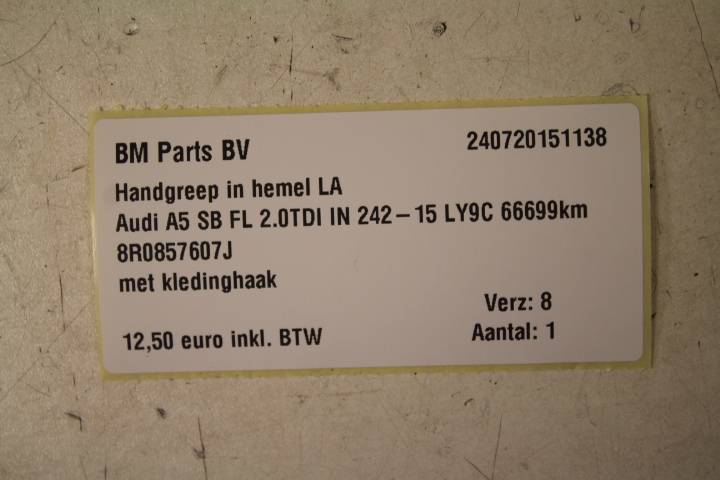 BM Parts BV 240720151138
Handgreep in hemel LA
Audi A5 SB FL 2.0TDI IN 242-15 LY9C 66699km
8R0857607J
met kledinghaak
Verz: 8
12,50 euro inkl. BTW Aantal: 1